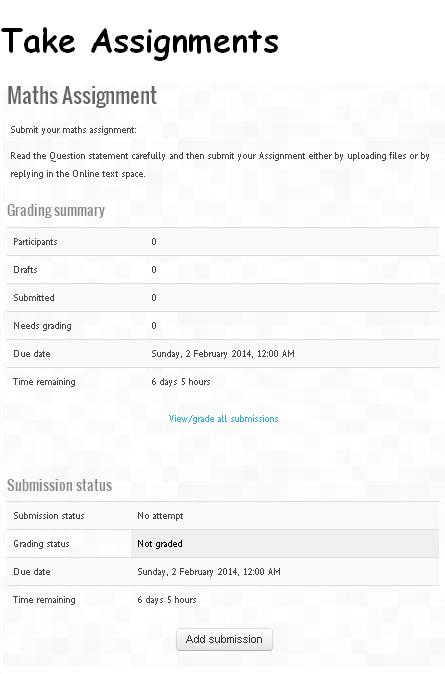 Take Assignments
Maths Assignment
Submit your maths assignment:
Read the Question statement carefully and then submit your Assignment either by uploading files or by
replying in the Online text space.
Grading summary
Participants 0
Drafts 0
Submitted 0
Needs grading 0
Due date Sunday, 2 February 2014, 12:00 AM
Time remaining 6 days 5 hours
View/grade all submissions
Submission status
Submission status No attempt
Grading status Not graded
Due date Sunday, 2 February 2014, 12:00 AM
Time remaining 6 days 5 hours
Add submission